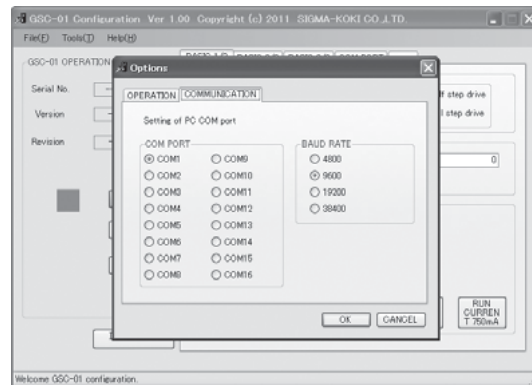 GSC-01 Configuration Ver 1.00 Copyright (c) 2011 SIGMA-KOKI CO.,LTD.
File(F) Tools(T) Help(H)
GSC-01 OPERATION
Serial No.
Version
Revision
Options
OPERATION COMMUNICATION
Setting of PC COM port
COM PORT
COM1 COM9
COM2 COM10
COM3 COM11
COM4 COM12
COM5 COM13
COM6 COM14
COM7 COM15
COM8 COM16
BAUD RATE
4800
9600
19200
38400
OK CANCEL
step drive
step drive
0
RUN
CURREN
T 750mA
Welcome GSC-01 configuration.